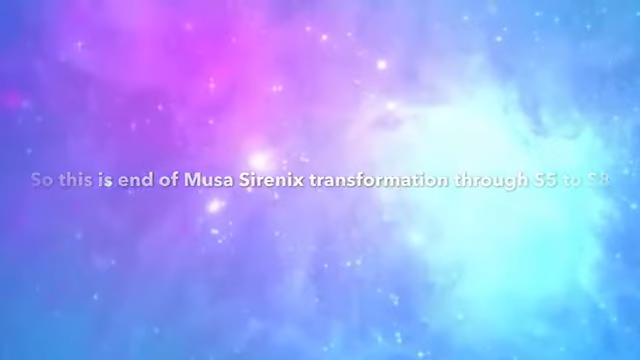 So this is end of Musa Sirenix transformation through S5 to S8